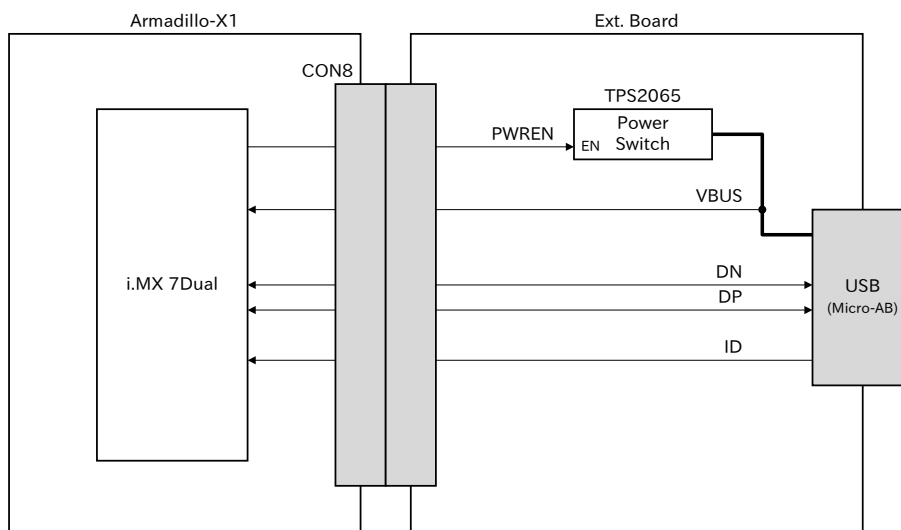 Armadillo-X1
Ext. Board
CON8
TPS2065
Power
Switch
PWREN
EN
VBUS
i.MX 7Dual
DN
DP
USB
(Micro-AB)
ID